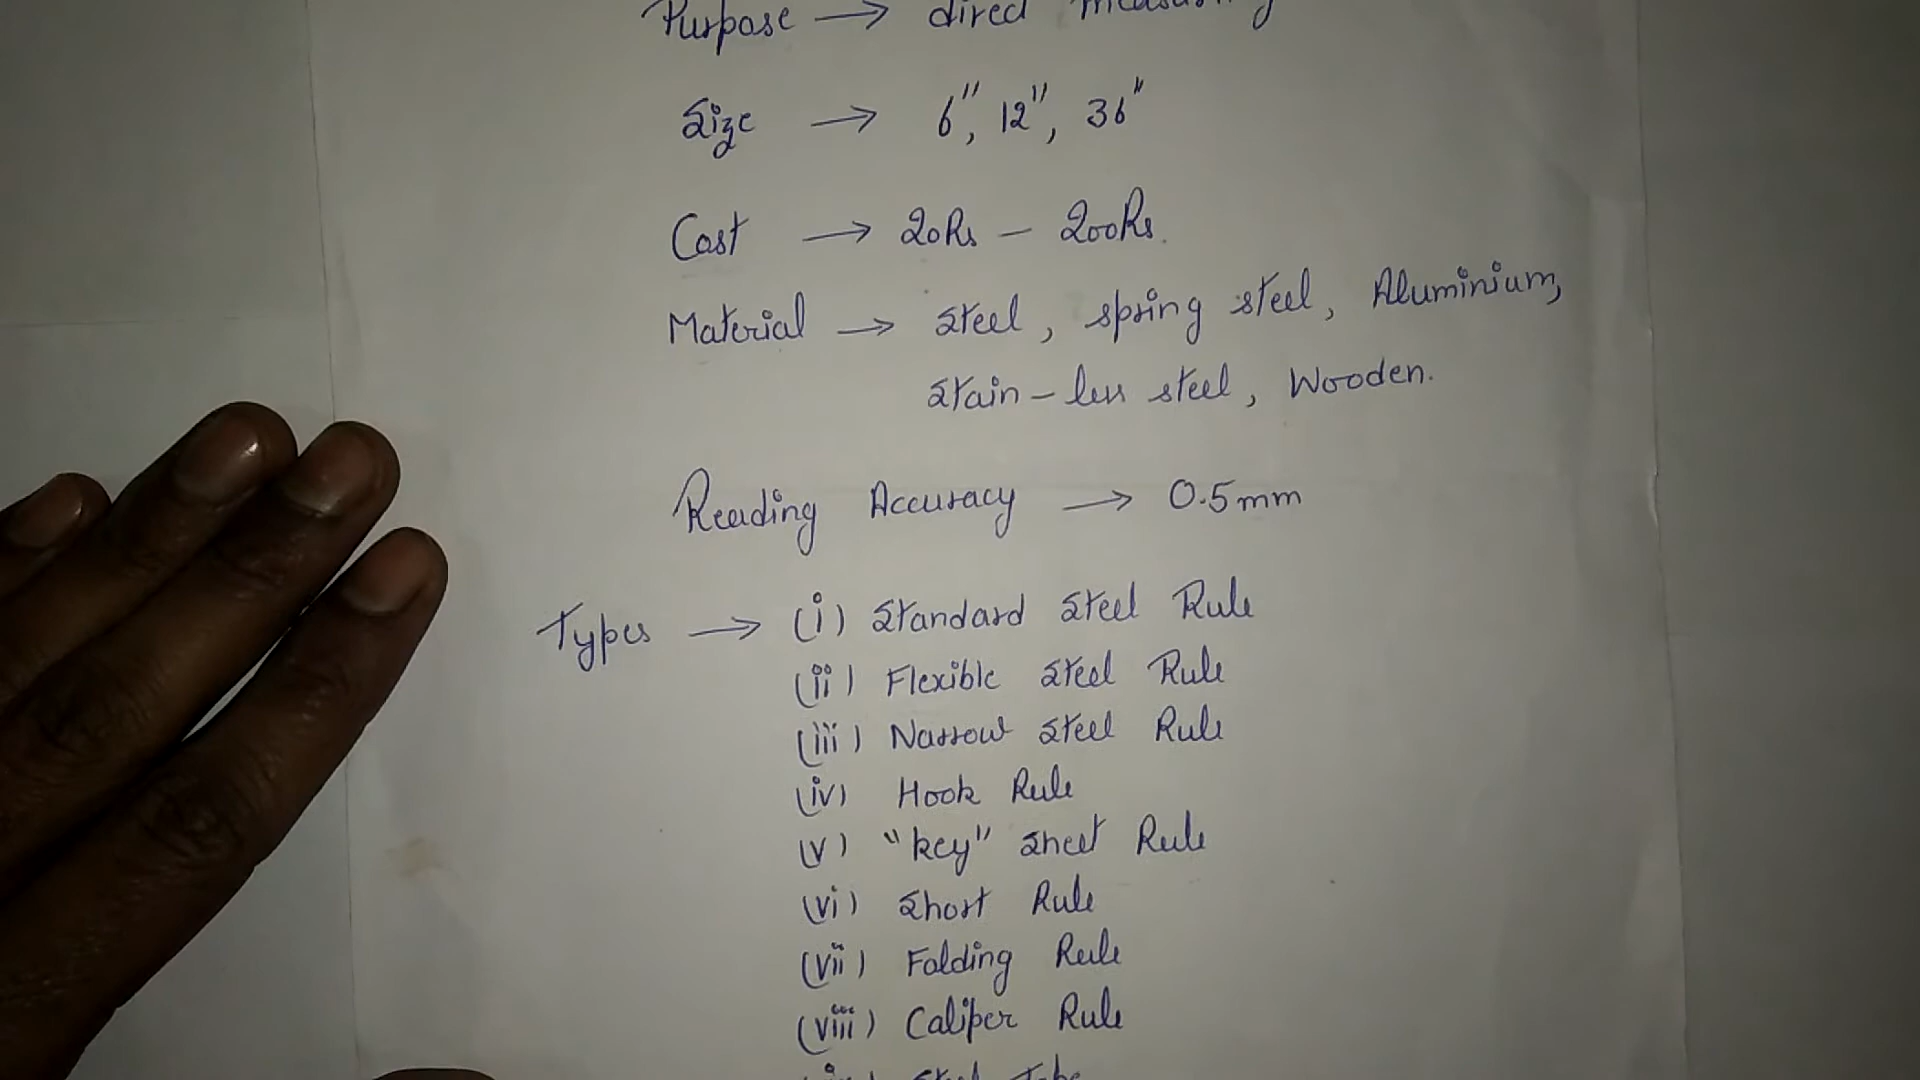 Purpose → direct measuring
Size → 6", 12", 36"
Cost → 20Rs - 200Rs.
Material → Steel, spring steel, Aluminium,
Stain-less steel, Wooden.
Reading Accuracy → 0.5mm
Types → (i) Standard Steel Rule
(ii) Flexible Steel Rule
(iii) Narrow Steel Rule
(iv) Hook Rule
(v) "key" Sheet Rule
(vi) Short Rule
(vii) Folding Rule
(viii) Caliper Rule
Steel